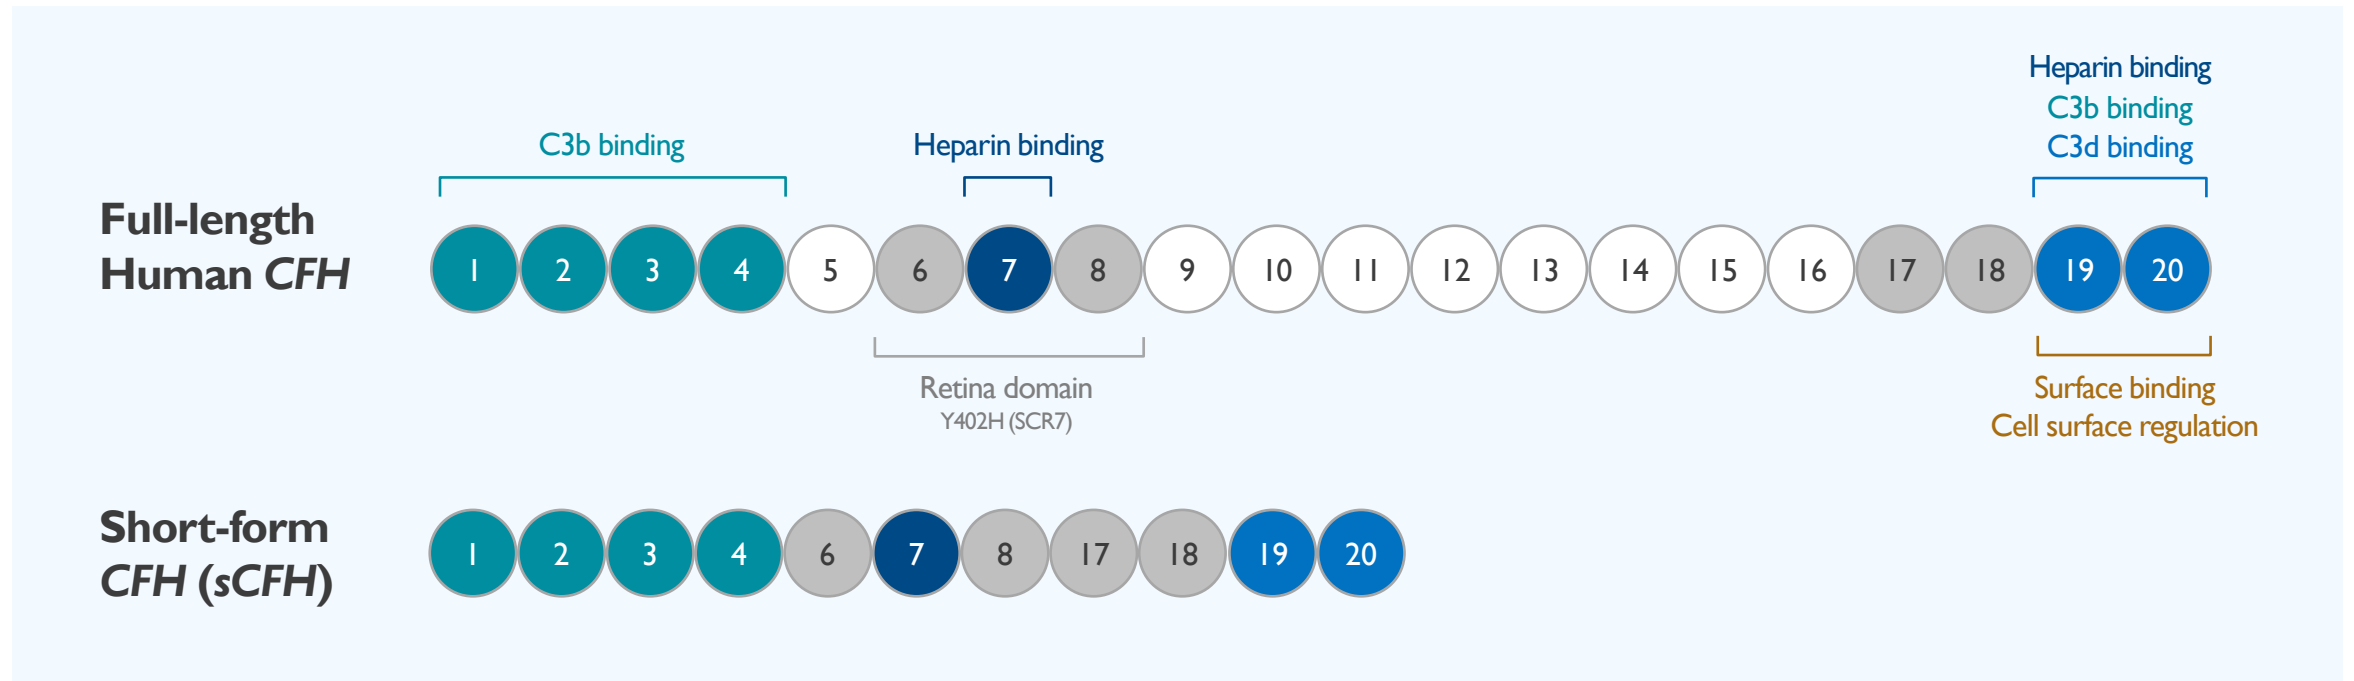 Heparin binding
C3b binding
C3d binding
C3b binding
Heparin binding
Full-length
Human CFH
1 2 3 4 5 6 7 8 9 10 11 12 13 14 15 16 17 18 19 20
Retina domain
Y402H (SCR7)
Surface binding
Cell surface regulation
Short-form
CFH (sCFH)
1 2 3 4 6 7 8 17 18 19 20